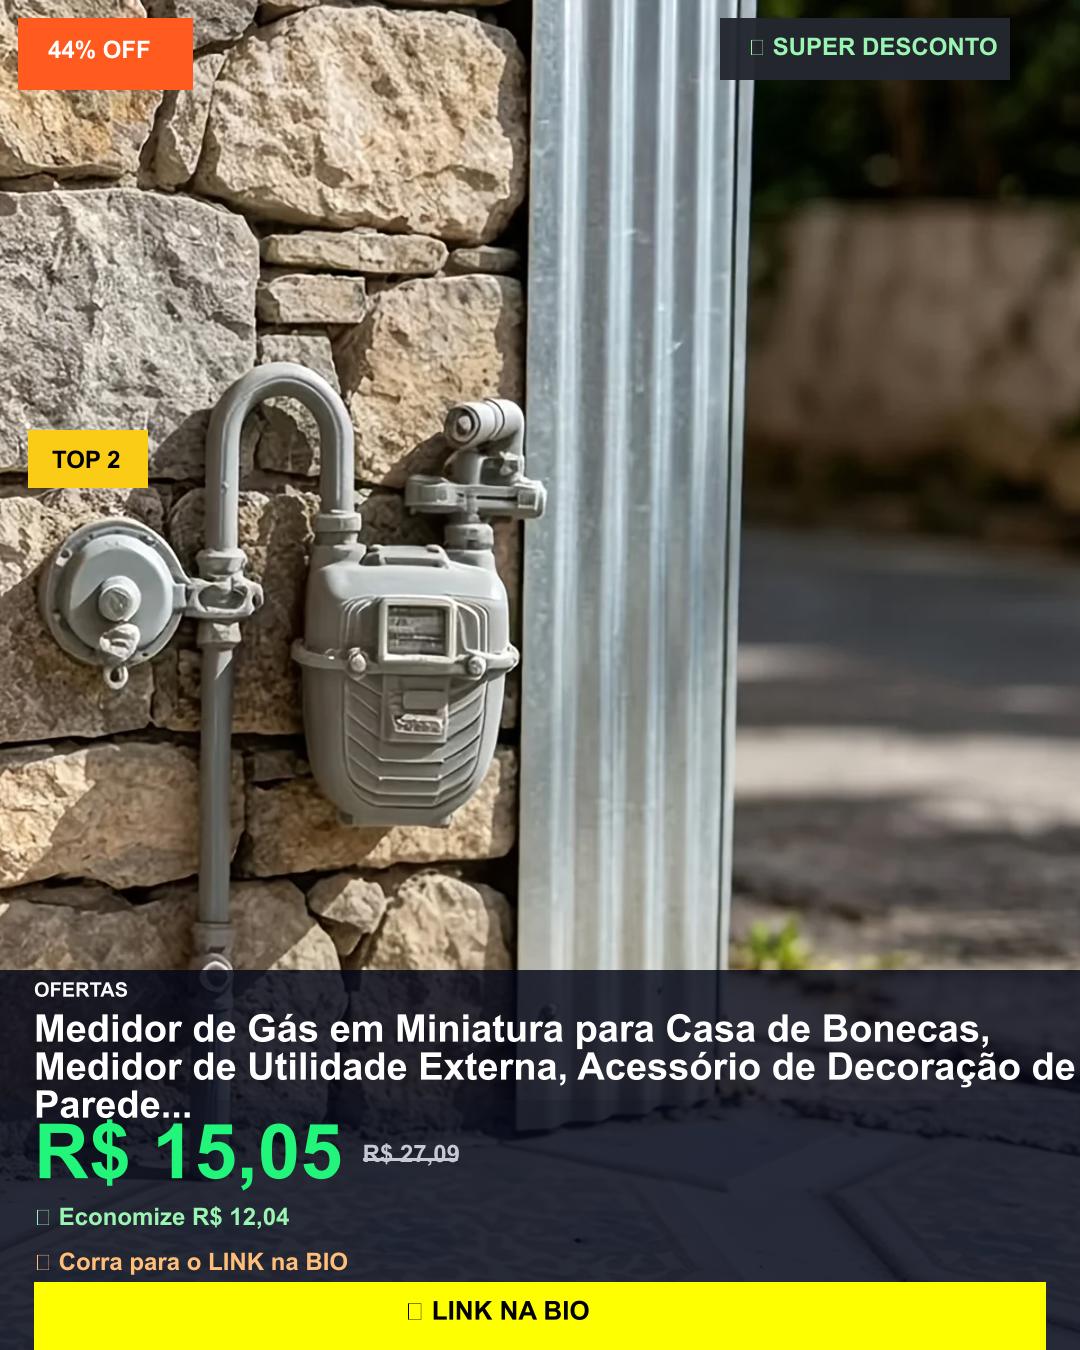 44% OFF
SUPER DESCONTO
TOP 2
OFERTAS
Medidor de Gás em Miniatura para Casa de Bonecas,
Medidor de Utilidade Externa, Acessório de Decoração de
Parede...
R$ 15,05 R$ 27,09
Economize R$ 12,04
Corra para o LINK na BIO
LINK NA BIO